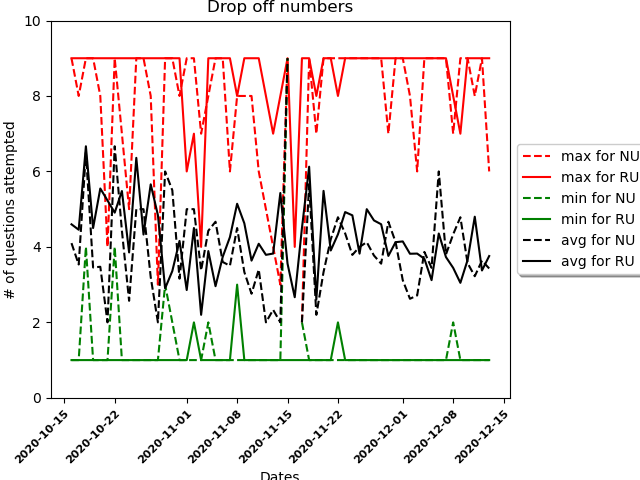 Drop off numbers
# of questions attempted
10
8
6
4
2
0
2020-10-15
2020-10-22
2020-11-01
2020-11-08
2020-11-15
2020-11-22
2020-12-01
2020-12-08
2020-12-15
Dates
max for NU
max for RU
min for NU
min for RU
avg for NU
avg for RU